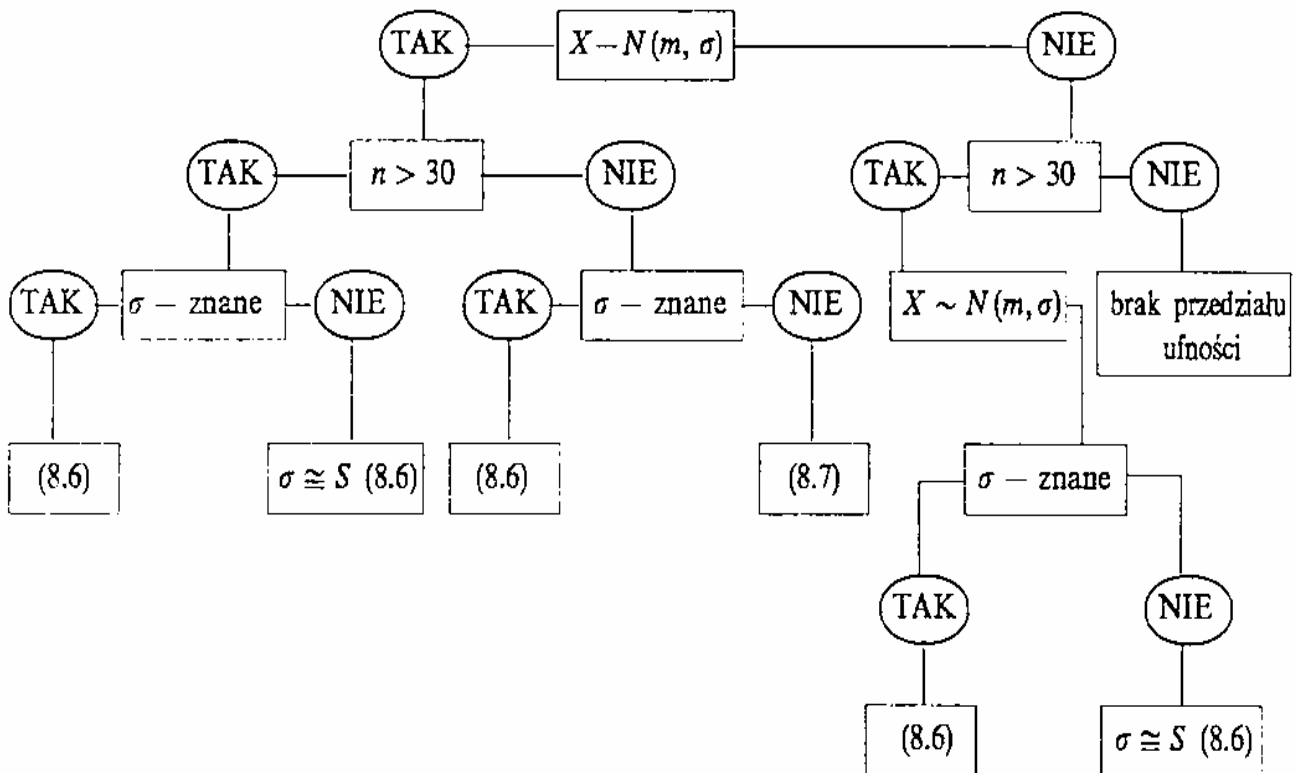 TAK
X − N(m, σ)
NIE
TAK
n > 30
NIE
TAK
n > 30
NIE
TAK
σ − znane
NIE
TAK
σ − znane
NIE
X ∼ N(m, σ)
brak przedziału
ufności
(8.6)
σ ≅ S (8.6)
(8.6)
(8.7)
σ − znane
TAK
NIE
(8.6)
σ ≅ S (8.6)